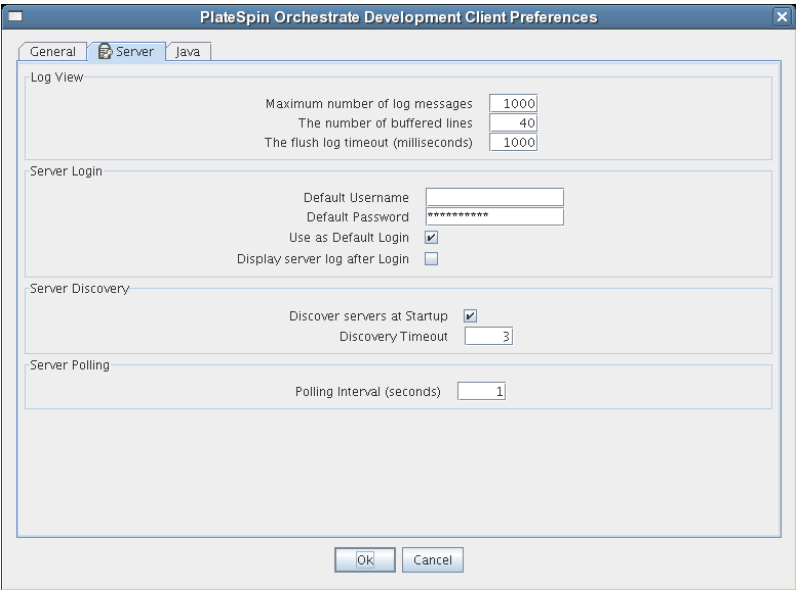 PlateSpin Orchestrate Development Client Preferences
General Server Java
Log View
Maximum number of log messages 1000
The number of buffered lines 40
The flush log timeout (milliseconds) 1000
Server Login
Default Username
Default Password **********
Use as Default Login
Display server log after Login
Server Discovery
Discover servers at Startup
Discovery Timeout 3
Server Polling
Polling Interval (seconds) 1
Ok Cancel